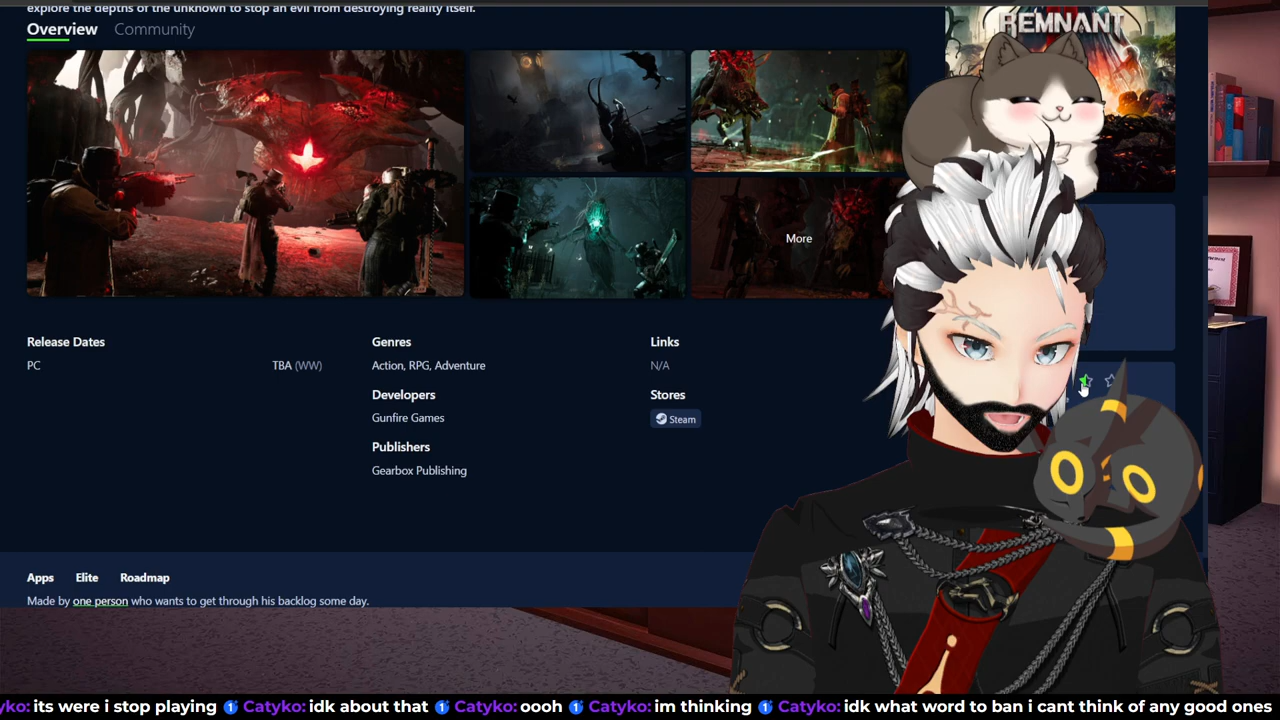 explore the depths of the unknown to stop an evil from destroying reality itself.
Overview Community
REMNANT
More
Release Dates
PC TBA (WW)
Genres
Action, RPG, Adventure
Developers
Gunfire Games
Publishers
Gearbox Publishing
Links
N/A
Stores
Steam
Apps Elite Roadmap
Made by one person who wants to get through his backlog some day.
yko: its were i stop playing 1 Catyko: idk about that 1 Catyko: oooh 1 Catyko: im thinking 1 Catyko: idk what word to ban i cant think of any good ones